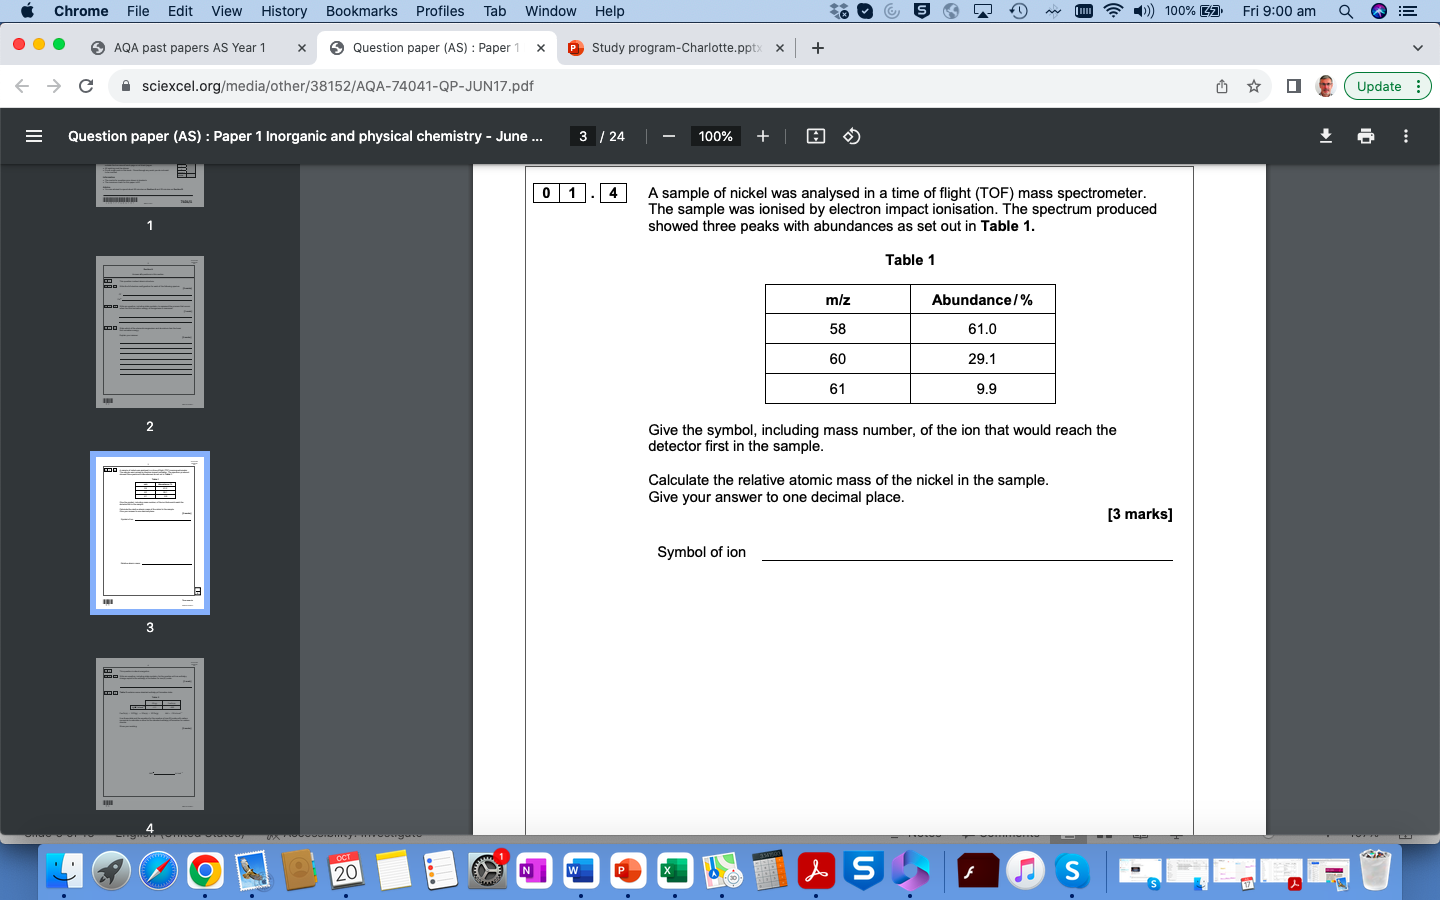 Chrome File Edit View History Bookmarks Profiles Tab Window Help
100% Fri 9:00 am
AQA past papers AS Year 1
Question paper (AS) : Paper 1
Study program-Charlotte.pptx
sciexcel.org/media/other/38152/AQA-74041-QP-JUN17.pdf
Update
Question paper (AS) : Paper 1 Inorganic and physical chemistry - June ...
3 / 24
100%
1
2
3
4
0 1 . 4
A sample of nickel was analysed in a time of flight (TOF) mass spectrometer.
The sample was ionised by electron impact ionisation. The spectrum produced
showed three peaks with abundances as set out in Table 1.
Table 1
m/z Abundance / %
58 61.0
60 29.1
61 9.9
Give the symbol, including mass number, of the ion that would reach the
detector first in the sample.
Calculate the relative atomic mass of the nickel in the sample.
Give your answer to one decimal place.
[3 marks]
Symbol of ion
OCT
20
1